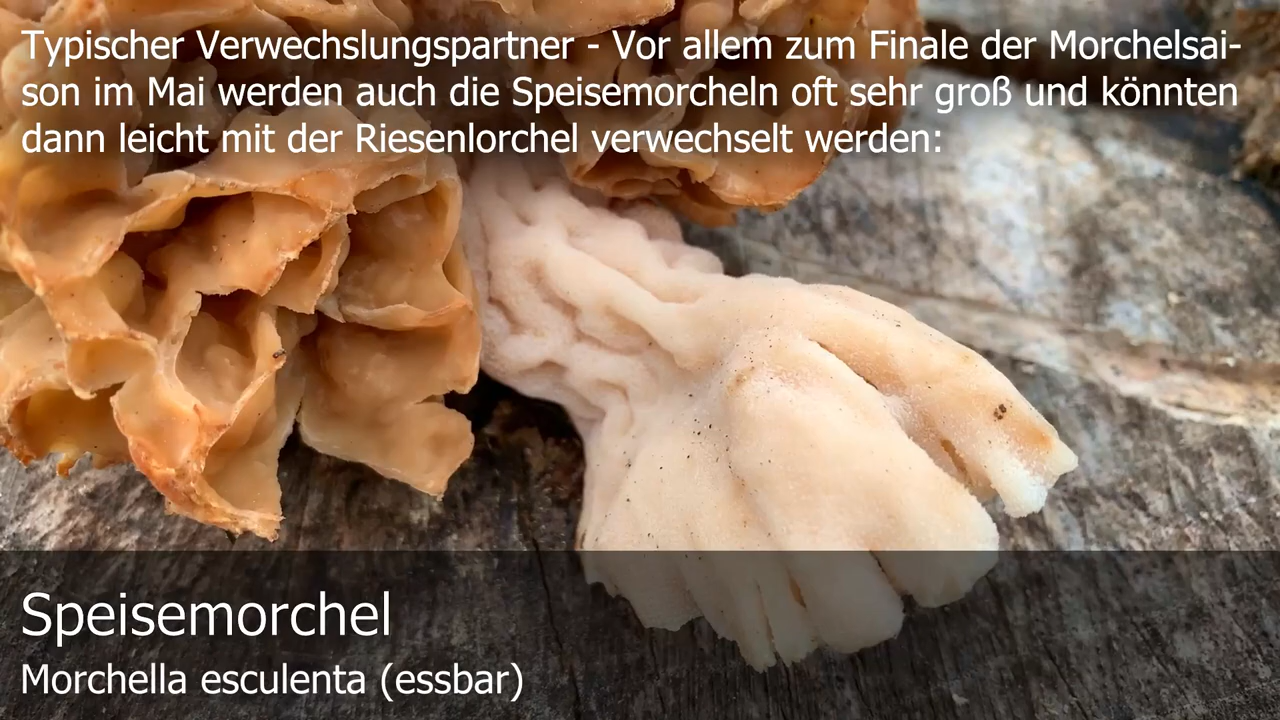 Typischer Verwechslungspartner - Vor allem zum Finale der Morchelsai-
son im Mai werden auch die Speisemorcheln oft sehr groß und könnten
dann leicht mit der Riesenlorchel verwechselt werden:
Speisemorchel
Morchella esculenta (essbar)